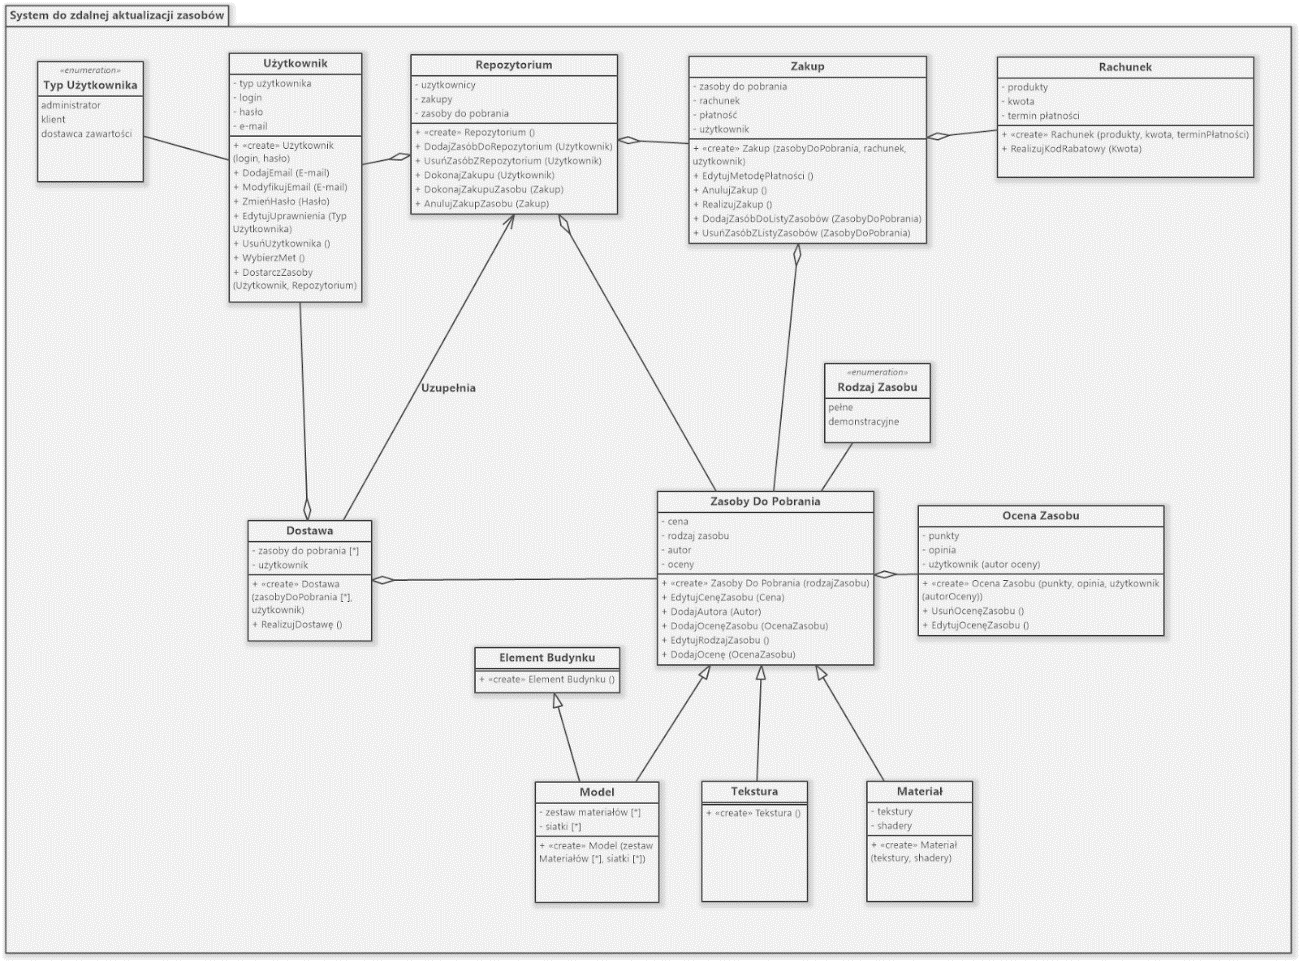 System do zdalnej aktualizacji zasobów
«enumeration»
Typ Użytkownika
administrator
klient
dostawca zawartości
Użytkownik
- typ użytkownika
- login
- hasło
- e-mail
+ «create» Użytkownik
(login, hasło)
+ DodajEmail (E-mail)
+ ModyfikujEmail (E-mail)
+ ZmieńHasło (Hasło)
+ EdytujUprawnienia (Typ
Użytkownika)
+ UsuńUżytkownika ()
+ WybierzMet ()
+ DostarczZasoby
(Użytkownik, Repozytorium)
Repozytorium
- uzytkownicy
- zakupy
- zasoby do pobrania
+ «create» Repozytorium ()
+ DodajZasóbDoRepozytorium (Użytkownik)
+ UsuńZasóbZRepozytorium (Użytkownik)
+ DokonajZakupu (Użytkownik)
+ DokonajZakupuZasobu (Zakup)
+ AnulujZakupZasobu (Zakup)
Zakup
- zasoby do pobrania
- rachunek
- płatność
- użytkownik
+ «create» Zakup (zasobyDoPobrania, rachunek,
użytkownik)
+ EdytujMetodęPłatności ()
+ AnulujZakup ()
+ RealizujZakup ()
+ DodajZasóbDoListyZasobów (ZasobyDoPobrania)
+ UsuńZasóbZListyZasobów (ZasobyDoPobrania)
Rachunek
- produkty
- kwota
- termin płatności
+ «create» Rachunek (produkty, kwota, terminPłatności)
+ RealizujKodRabatowy (Kwota)
Uzupełnia
«enumeration»
Rodzaj Zasobu
pełne
demonstracyjne
Dostawa
- zasoby do pobrania [*]
- użytkownik
+ «create» Dostawa
(zasobyDoPobrania [*],
użytkownik)
+ RealizujDostawę ()
Zasoby Do Pobrania
- cena
- rodzaj zasobu
- autor
- oceny
+ «create» Zasoby Do Pobrania (rodzajZasobu)
+ EdytujCenęZasobu (Cena)
+ DodajAutora (Autor)
+ DodajOcenęZasobu (OcenaZasobu)
+ EdytujRodzajZasobu ()
+ DodajOcenę (OcenaZasobu)
Ocena Zasobu
- punkty
- opinia
- użytkownik (autor oceny)
+ «create» Ocena Zasobu (punkty, opinia, użytkownik
(autorOceny))
+ UsuńOcenęZasobu ()
+ EdytujOcenęZasobu ()
Element Budynku
+ «create» Element Budynku ()
Model
- zestaw materiałów [*]
- siatki [*]
+ «create» Model (zestaw
Materiałów [*], siatki [*])
Tekstura
+ «create» Tekstura ()
Materiał
- tekstury
- shadery
+ «create» Materiał
(tekstury, shadery)